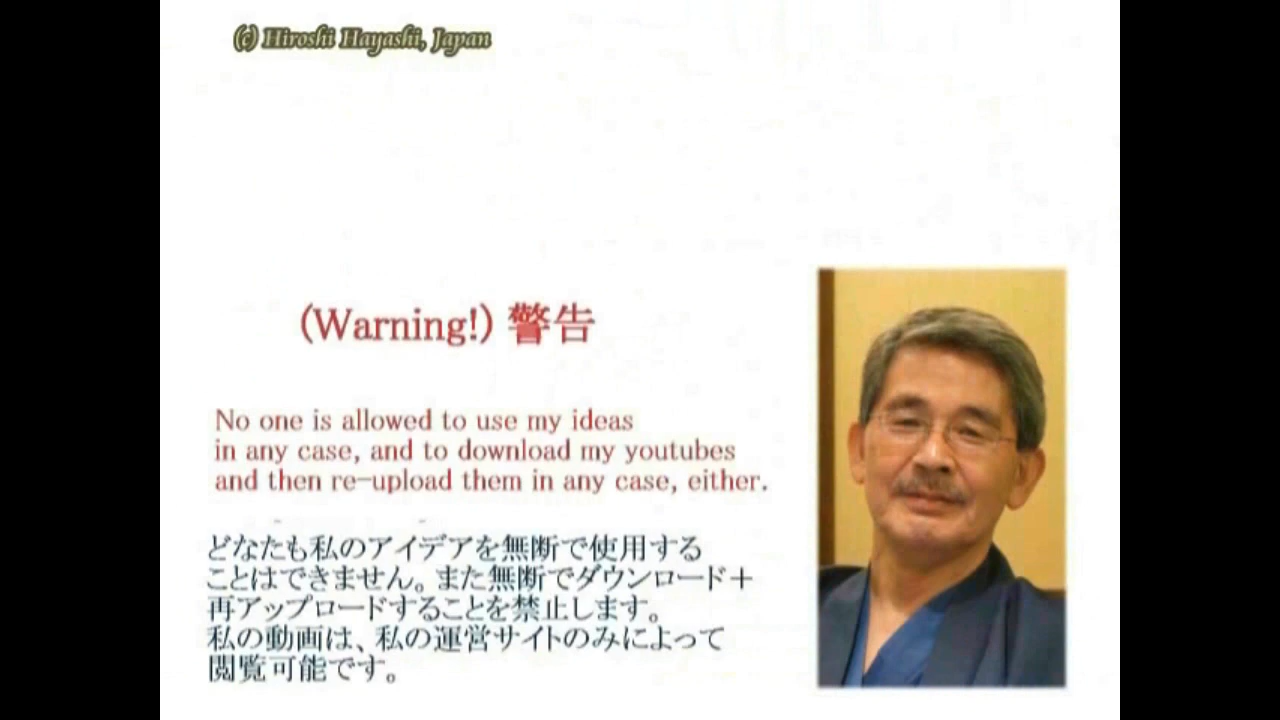 (c) Hiroshi Hayashi, Japan
(Warning!) 警告
No one is allowed to use my ideas
in any case, and to download my youtubes
and then re-upload them in any case, either.
どなたも私のアイデアを無断で使用する
ことはできません。また無断でダウンロード＋
再アップロードすることを禁止します。
私の動画は、私の運営サイトのみによって
閲覧可能です。